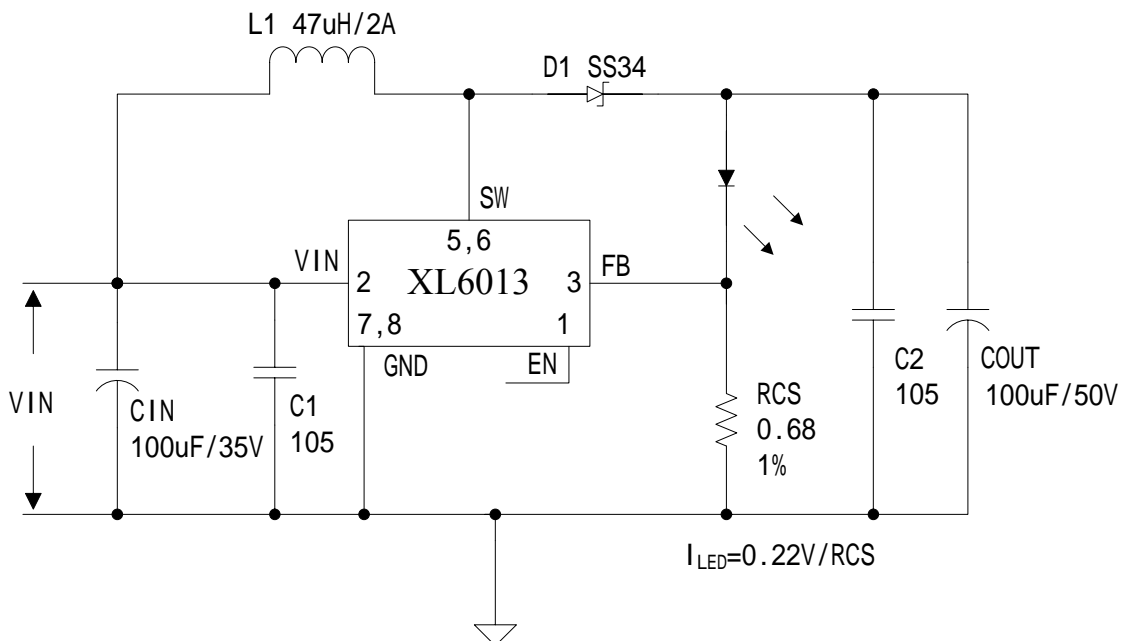 L1 47uH/2A
D1 SS34
SW
5,6
VIN
2
XL6013
3
FB
7,8
1
GND
EN
VIN
CIN
100uF/35V
C1
105
RCS
0.68
1%
C2
105
COUT
100uF/50V
ILED=0.22V/RCS